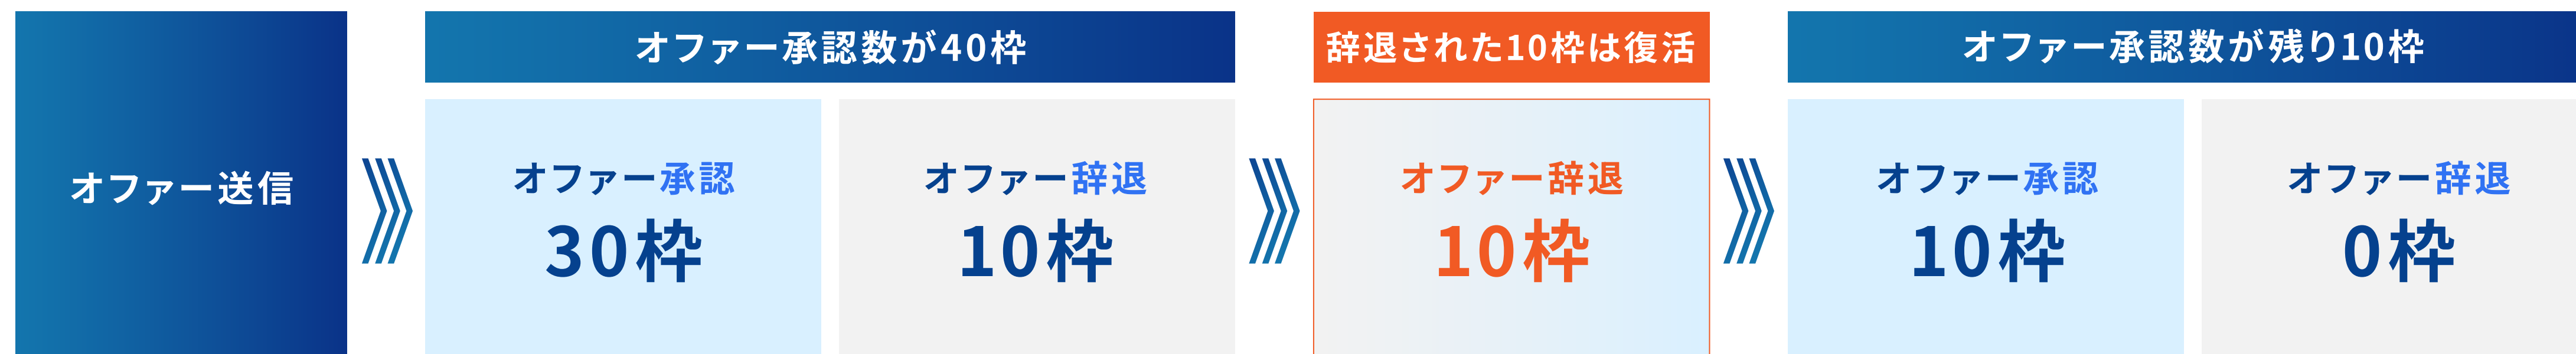 オファー送信
オファー承認数が40枠
オファー承認
30枠
オファー辞退
10枠
辞退された10枠は復活
オファー辞退
10枠
オファー承認数が残り10枠
オファー承認
10枠
オファー辞退
0枠